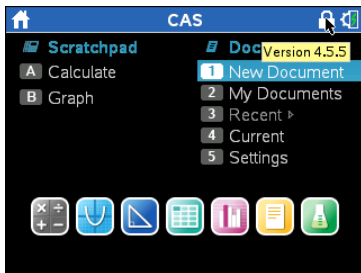 CAS
Scratchpad
A Calculate
B Graph
Doc
Version 4.5.5
1 New Document
2 My Documents
3 Recent ▹
4 Current
5 Settings